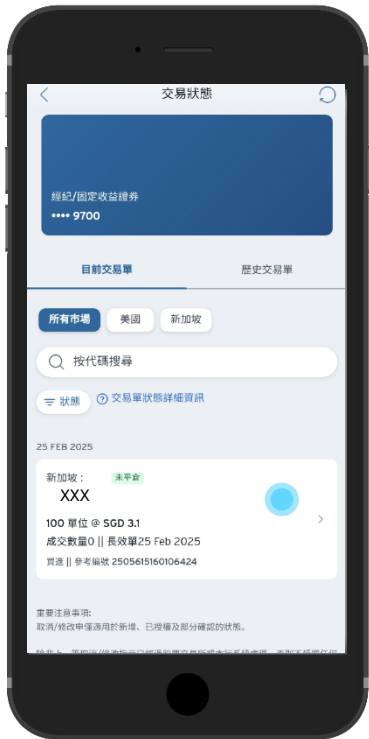 交易狀態
經紀/固定收益證券
•••• 9700
目前交易單
歷史交易單
所有市場
美國
新加坡
按代碼搜尋
狀態
交易單狀態詳細資訊
25 FEB 2025
新加坡：
未平倉
XXX
100 單位 @ SGD 3.1
成交數量0 || 長效單25 Feb 2025
買進 || 參考編號 2505615160106424
重要注意事項:
取消/修改申僅適用於新增、已授權及部分確認的狀態。